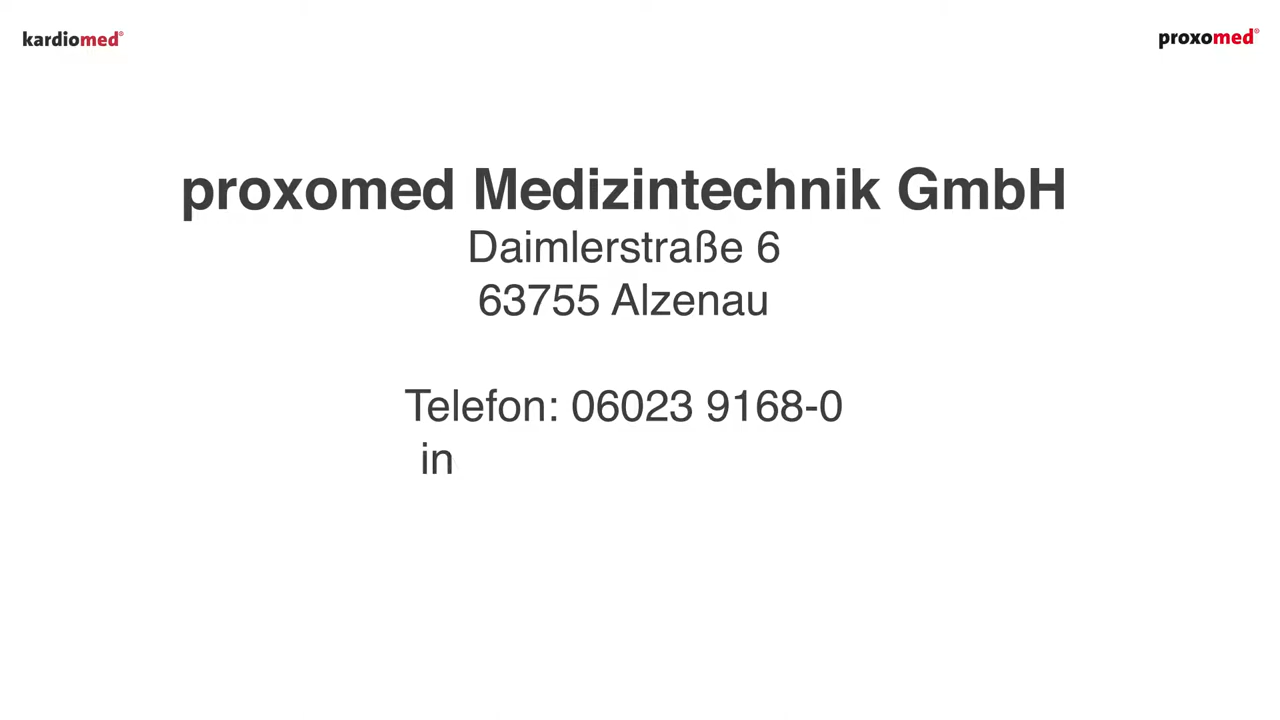 kardiomed®
proxomed®
proxomed Medizintechnik GmbH
Daimlerstraße 6
63755 Alzenau
Telefon: 06023 9168-0
in